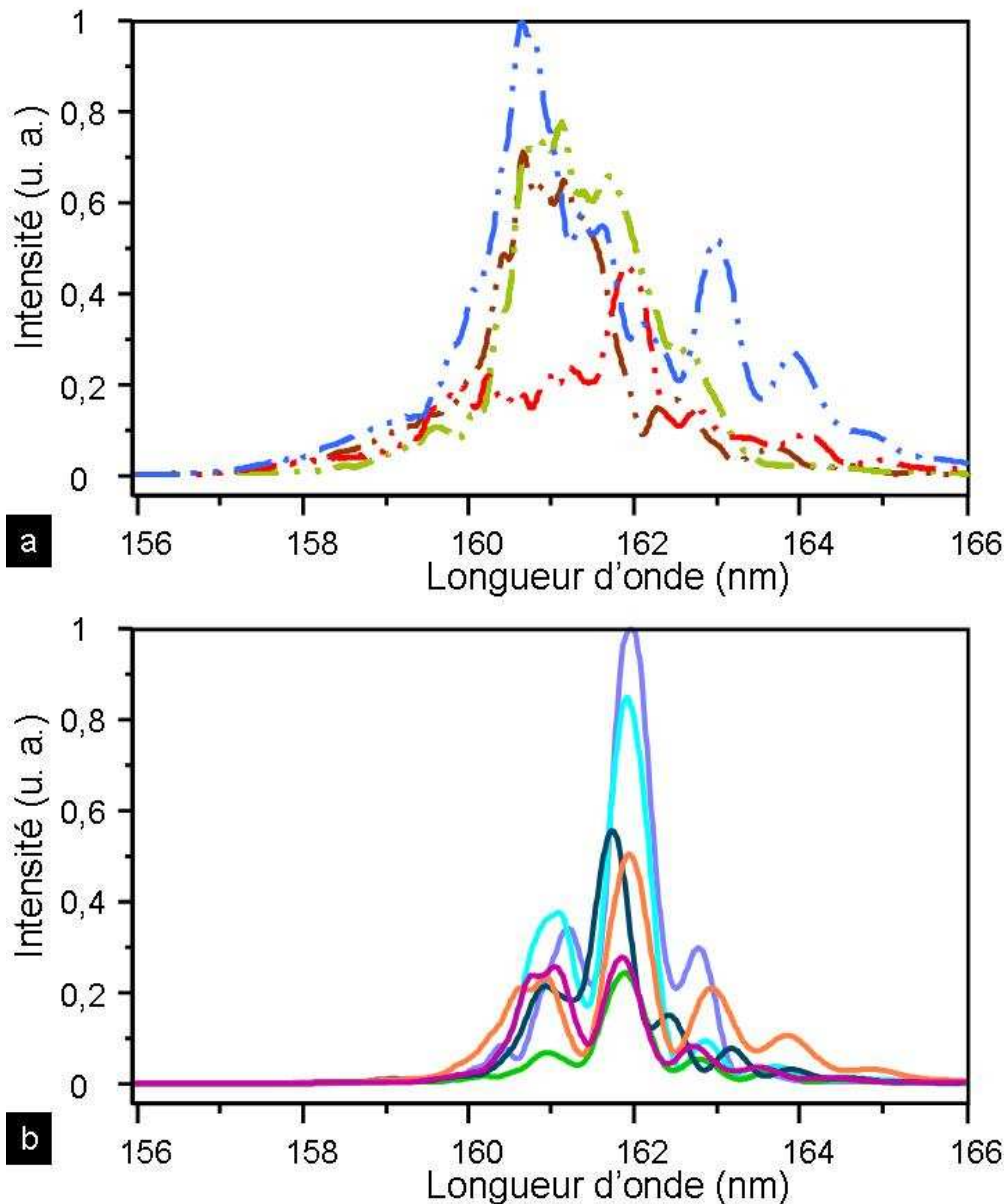 1
0,8
0,6
0,4
0,2
0
Intensité (u. a.)
156 158 160 162 164 166
Longueur d'onde (nm)
a
1
0,8
0,6
0,4
0,2
0
Intensité (u. a.)
156 158 160 162 164 166
Longueur d'onde (nm)
b